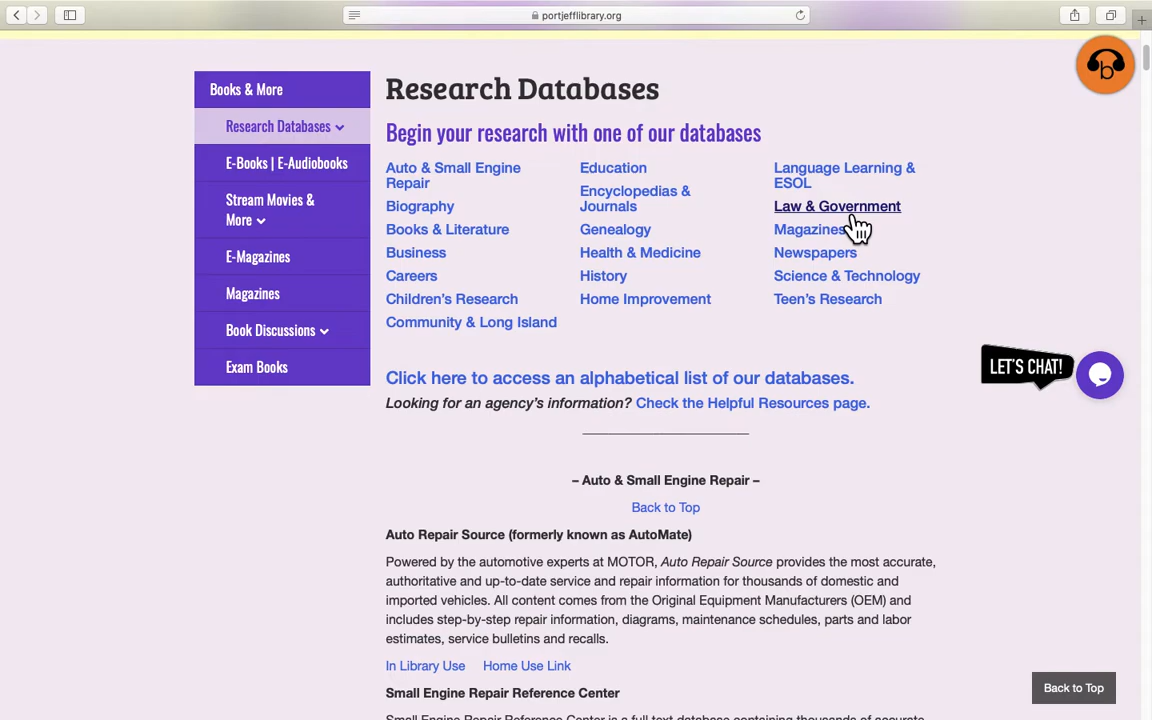 portjefflibrary.org
Books & More
Research Databases
E-Books | E-Audiobooks
Stream Movies &
More
E-Magazines
Magazines
Book Discussions
Exam Books
Research Databases
Begin your research with one of our databases
Auto & Small Engine
Repair
Biography
Books & Literature
Business
Careers
Children's Research
Community & Long Island
Education
Encyclopedias &
Journals
Genealogy
Health & Medicine
History
Home Improvement
Language Learning &
ESOL
Law & Government
Magazines
Newspapers
Science & Technology
Teen's Research
Click here to access an alphabetical list of our databases.
Looking for an agency's information? Check the Helpful Resources page.
– Auto & Small Engine Repair –
Back to Top
Auto Repair Source (formerly known as AutoMate)
Powered by the automotive experts at MOTOR, Auto Repair Source provides the most accurate,
authoritative and up-to-date service and repair information for thousands of domestic and
imported vehicles. All content comes from the Original Equipment Manufacturers (OEM) and
includes step-by-step repair information, diagrams, maintenance schedules, parts and labor
estimates, service bulletins and recalls.
In Library Use Home Use Link
Small Engine Repair Reference Center
Small Engine Repair Reference Center is a full text database containing thousands of accurate
LET'S CHAT!
Back to Top
b